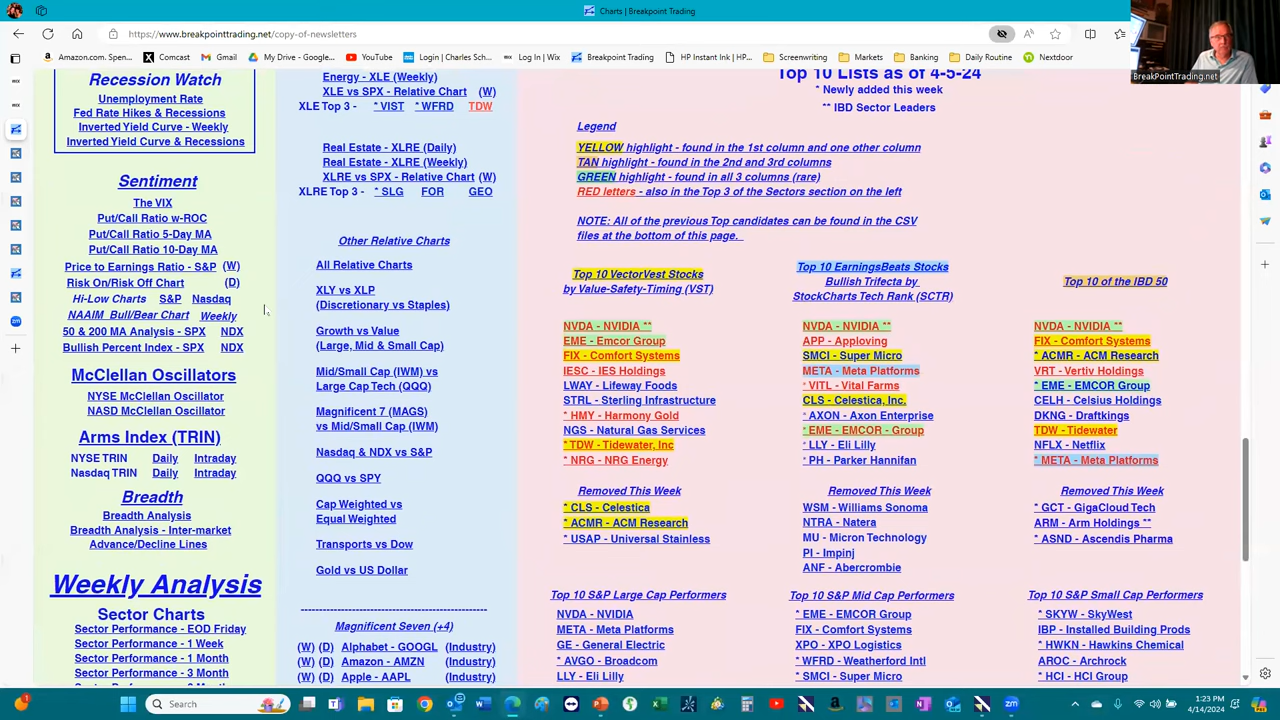 Charts | Breakpoint Trading
https://www.breakpointtrading.net/copy-of-newsletters
Amazon.com. Spen...
Comcast
My Drive - Google...
YouTube
Login | Charles Sch...
Log In | Wix
Breakpoint Trading
HP Instant Ink | HP...
Screenwriting
Markets
Banking
Daily Routine
Nextdoor
BreakPointTrading.net
Recession Watch
Unemployment Rate
Fed Rate Hikes & Recessions
Inverted Yield Curve - Weekly
Inverted Yield Curve & Recessions
Sentiment
The VIX
Put/Call Ratio w-ROC
Put/Call Ratio 5-Day MA
Put/Call Ratio 10-Day MA
Price to Earnings Ratio - S&P (W)
Risk On/Risk Off Chart (D)
Hi-Low Charts S&P Nasdaq
NAAIM Bull/Bear Chart Weekly
50 & 200 MA Analysis - SPX NDX
Bullish Percent Index - SPX NDX
McClellan Oscillators
NYSE McClellan Oscillator
NASD McClellan Oscillator
Arms Index (TRIN)
NYSE TRIN Daily Intraday
Nasdaq TRIN Daily Intraday
Breadth
Breadth Analysis
Breadth Analysis - Inter-market
Advance/Decline Lines
Weekly Analysis
Sector Charts
Sector Performance - EOD Friday
Sector Performance - 1 Week
Sector Performance - 1 Month
Sector Performance - 3 Month
Energy - XLE (Weekly)
XLE vs SPX - Relative Chart (W)
XLE Top 3 - * VIST * WFRD TDW
Real Estate - XLRE (Daily)
Real Estate - XLRE (Weekly)
XLRE vs SPX - Relative Chart (W)
XLRE Top 3 - * SLG FOR GEO
Other Relative Charts
All Relative Charts
XLY vs XLP
(Discretionary vs Staples)
Growth vs Value
(Large, Mid & Small Cap)
Mid/Small Cap (IWM) vs
Large Cap Tech (QQQ)
Magnificent 7 (MAGS)
vs Mid/Small Cap (IWM)
Nasdaq & NDX vs S&P
QQQ vs SPY
Cap Weighted vs
Equal Weighted
Transports vs Dow
Gold vs US Dollar
Magnificent Seven (+4)
(W) (D) Alphabet - GOOGL (Industry)
(W) (D) Amazon - AMZN (Industry)
(W) (D) Apple - AAPL (Industry)
Top 10 Lists as of 4-5-24
* Newly added this week
** IBD Sector Leaders
Legend
YELLOW highlight - found in the 1st column and one other column
TAN highlight - found in the 2nd and 3rd columns
GREEN highlight - found in all 3 columns (rare)
RED letters - also in the Top 3 of the Sectors section on the left
NOTE: All of the previous Top candidates can be found in the CSV
files at the bottom of this page.
Top 10 VectorVest Stocks
by Value-Safety-Timing (VST)
NVDA - NVIDIA **
EME - Emcor Group
FIX - Comfort Systems
IESC - IES Holdings
LWAY - Lifeway Foods
STRL - Sterling Infrastructure
* HMY - Harmony Gold
NGS - Natural Gas Services
* TDW - Tidewater, Inc
* NRG - NRG Energy
Removed This Week
* CLS - Celestica
* ACMR - ACM Research
* USAP - Universal Stainless
Top 10 S&P Large Cap Performers
NVDA - NVIDIA
META - Meta Platforms
GE - General Electric
* AVGO - Broadcom
LLY - Eli Lilly
Top 10 EarningsBeats Stocks
Bullish Trifecta by
StockCharts Tech Rank (SCTR)
NVDA - NVIDIA **
APP - Apploving
SMCI - Super Micro
META - Meta Platforms
* VITL - Vital Farms
CLS - Celestica, Inc.
* AXON - Axon Enterprise
* EME - EMCOR - Group
* LLY - Eli Lilly
* PH - Parker Hannifan
Removed This Week
WSM - Williams Sonoma
NTRA - Natera
MU - Micron Technology
PI - Impinj
ANF - Abercrombie
Top 10 S&P Mid Cap Performers
* EME - EMCOR Group
FIX - Comfort Systems
XPO - XPO Logistics
* WFRD - Weatherford Intl
* SMCI - Super Micro
Top 10 of the IBD 50
NVDA - NVIDIA **
FIX - Comfort Systems
* ACMR - ACM Research
VRT - Vertiv Holdings
* EME - EMCOR Group
CELH - Celsius Holdings
DKNG - Draftkings
TDW - Tidewater
NFLX - Netflix
* META - Meta Platforms
Removed This Week
* GCT - GigaCloud Tech
ARM - Arm Holdings **
* ASND - Ascendis Pharma
Top 10 S&P Small Cap Performers
* SKYW - SkyWest
IBP - Installed Building Prods
* HWKN - Hawkins Chemical
AROC - Archrock
* HCI - HCI Group
Search
1:23 PM
4/14/2024